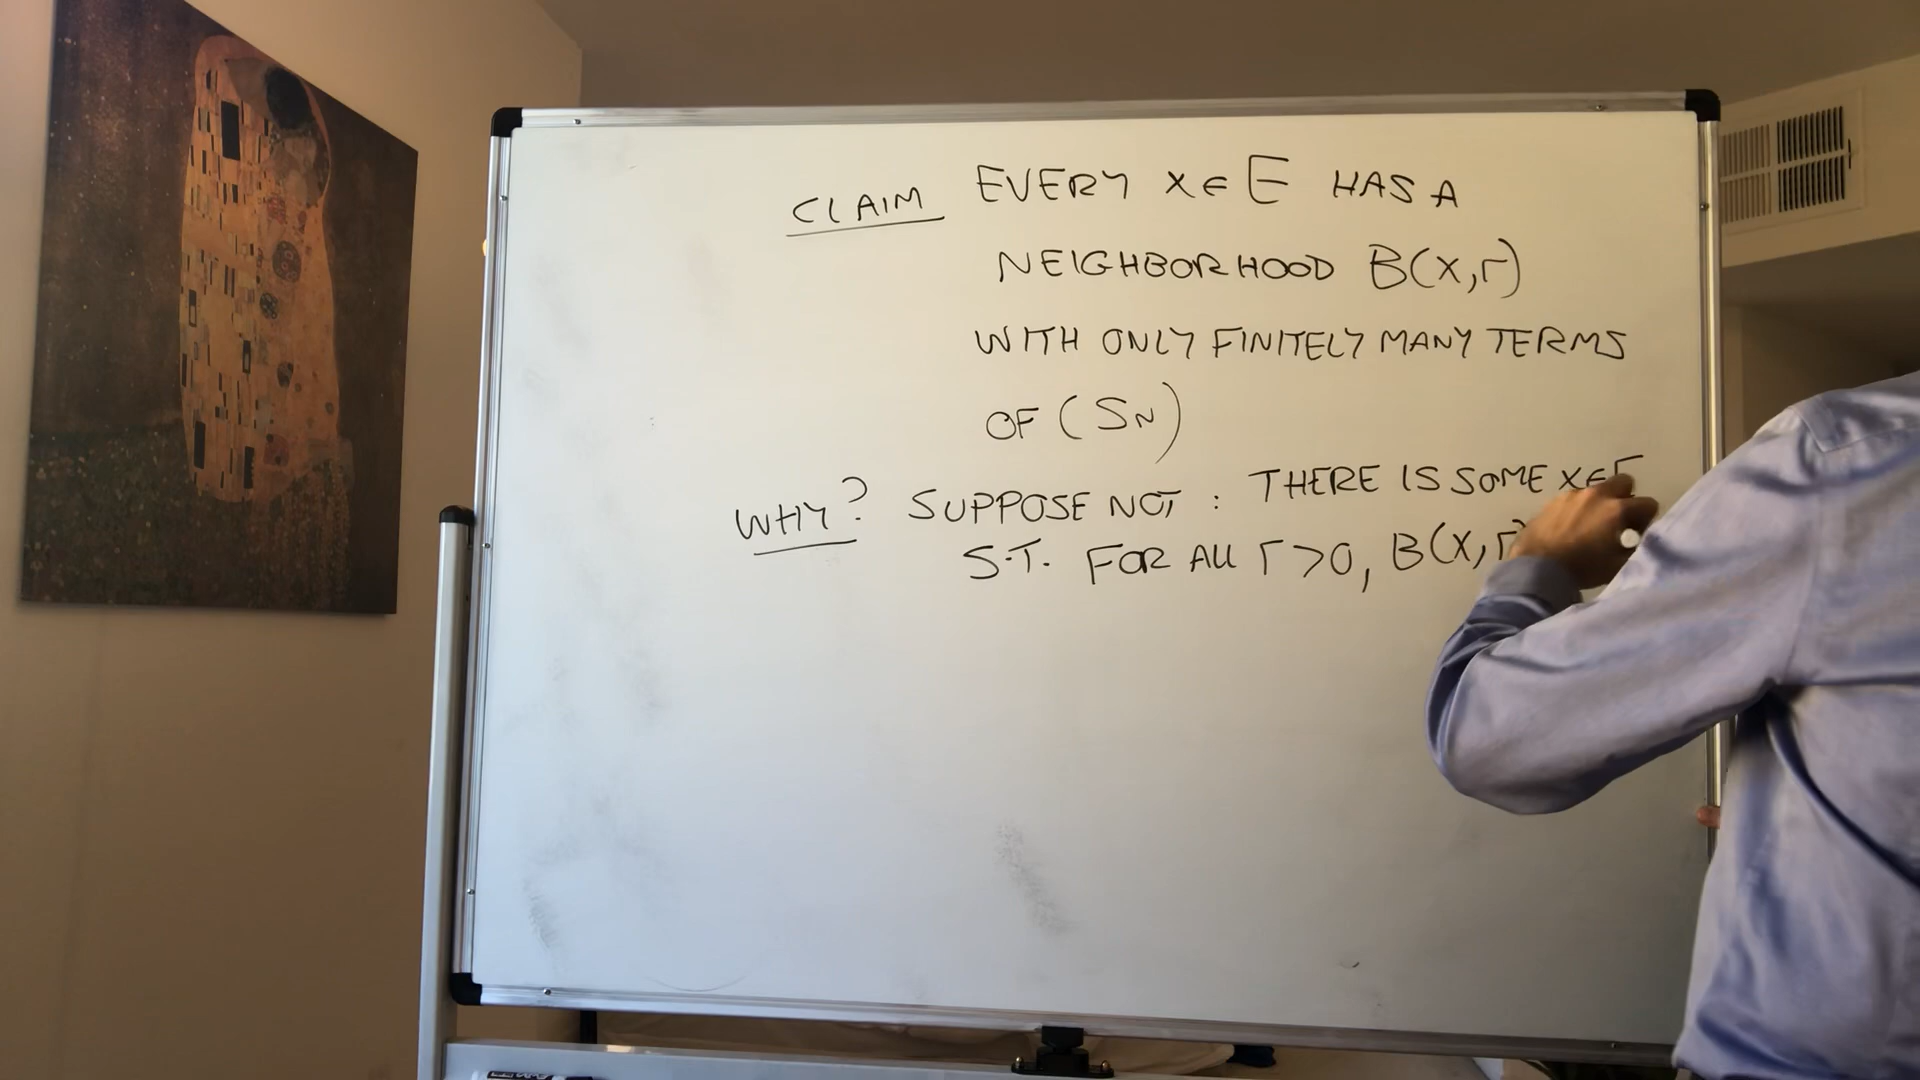 CLAIM EVERY X ∈ E HAS A
NEIGHBORHOOD B(X,r)
WITH ONLY FINITELY MANY TERMS
OF (SN)
WHY? SUPPOSE NOT : THERE IS SOME X ∈ E
S.T. FOR ALL r > 0, B(X,r)